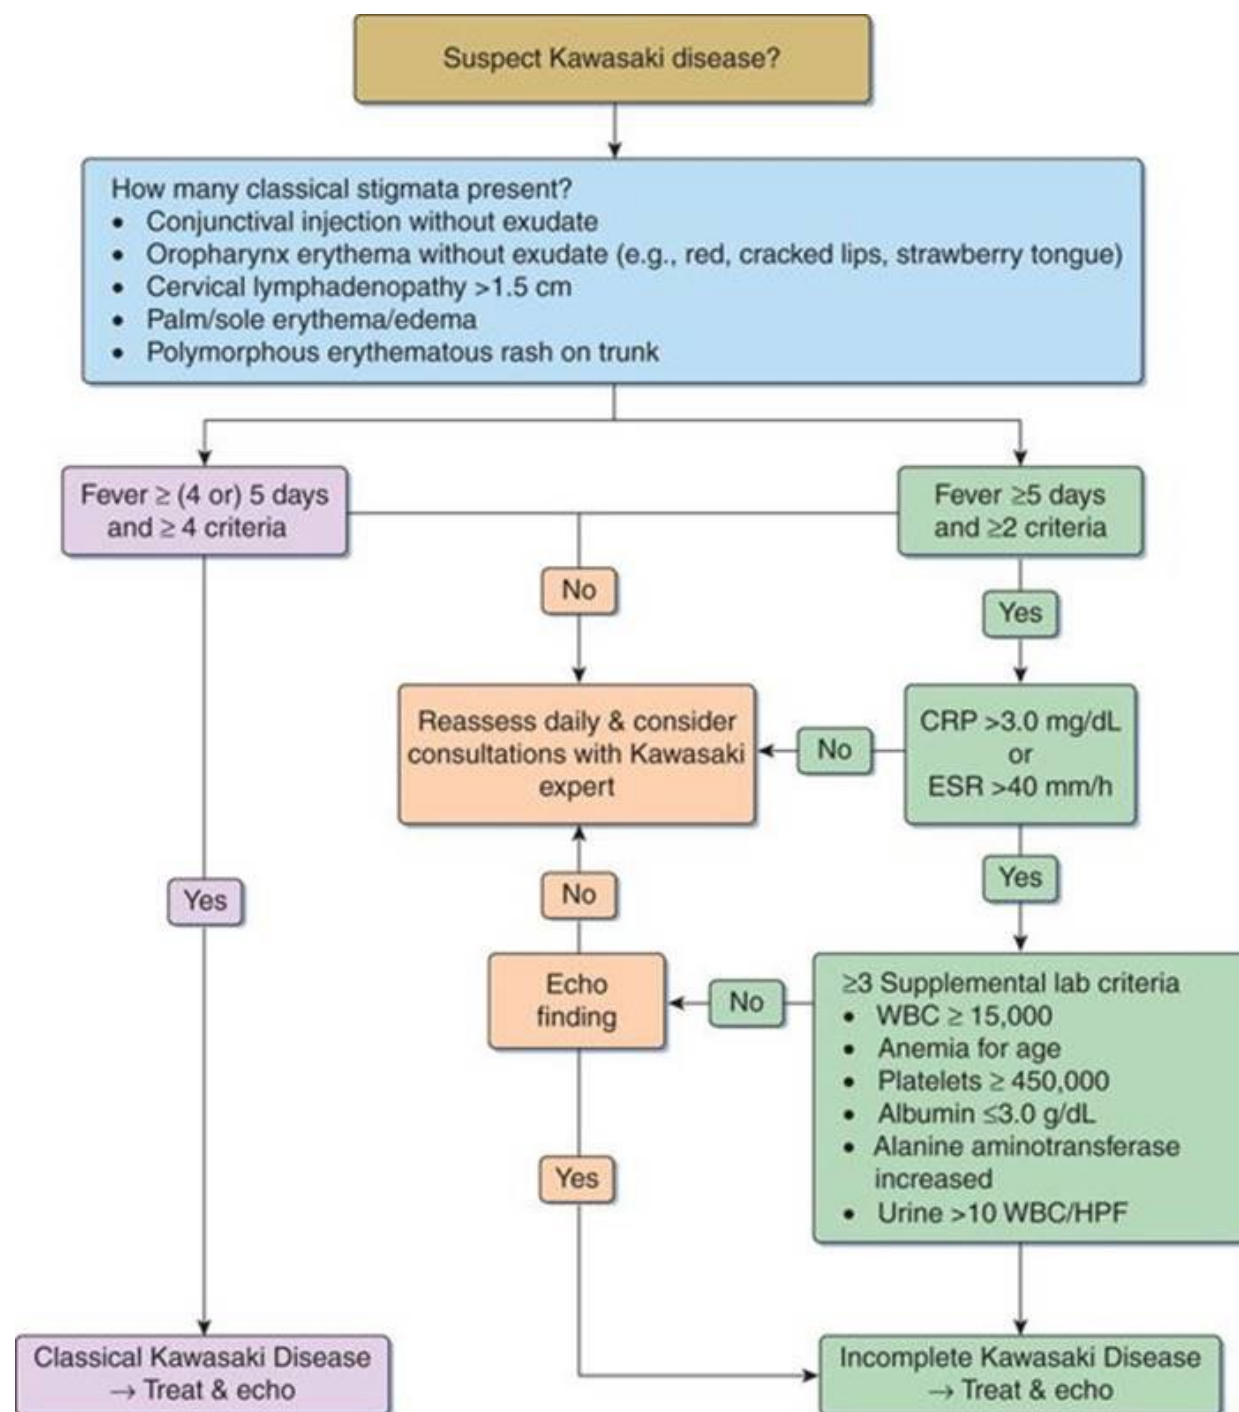 Suspect Kawasaki disease?
How many classical stigmata present?
• Conjunctival injection without exudate
• Oropharynx erythema without exudate (e.g., red, cracked lips, strawberry tongue)
• Cervical lymphadenopathy >1.5 cm
• Palm/sole erythema/edema
• Polymorphous erythematous rash on trunk
Fever ≥ (4 or) 5 days
and ≥ 4 criteria
Fever ≥5 days
and ≥2 criteria
No
Yes
Reassess daily & consider
consultations with Kawasaki
expert
No
CRP >3.0 mg/dL
or
ESR >40 mm/h
Yes
No
Yes
Echo
finding
No
≥3 Supplemental lab criteria
• WBC ≥ 15,000
• Anemia for age
• Platelets ≥ 450,000
• Albumin ≤3.0 g/dL
• Alanine aminotransferase
increased
• Urine >10 WBC/HPF
Yes
Classical Kawasaki Disease
→ Treat & echo
Incomplete Kawasaki Disease
→ Treat & echo